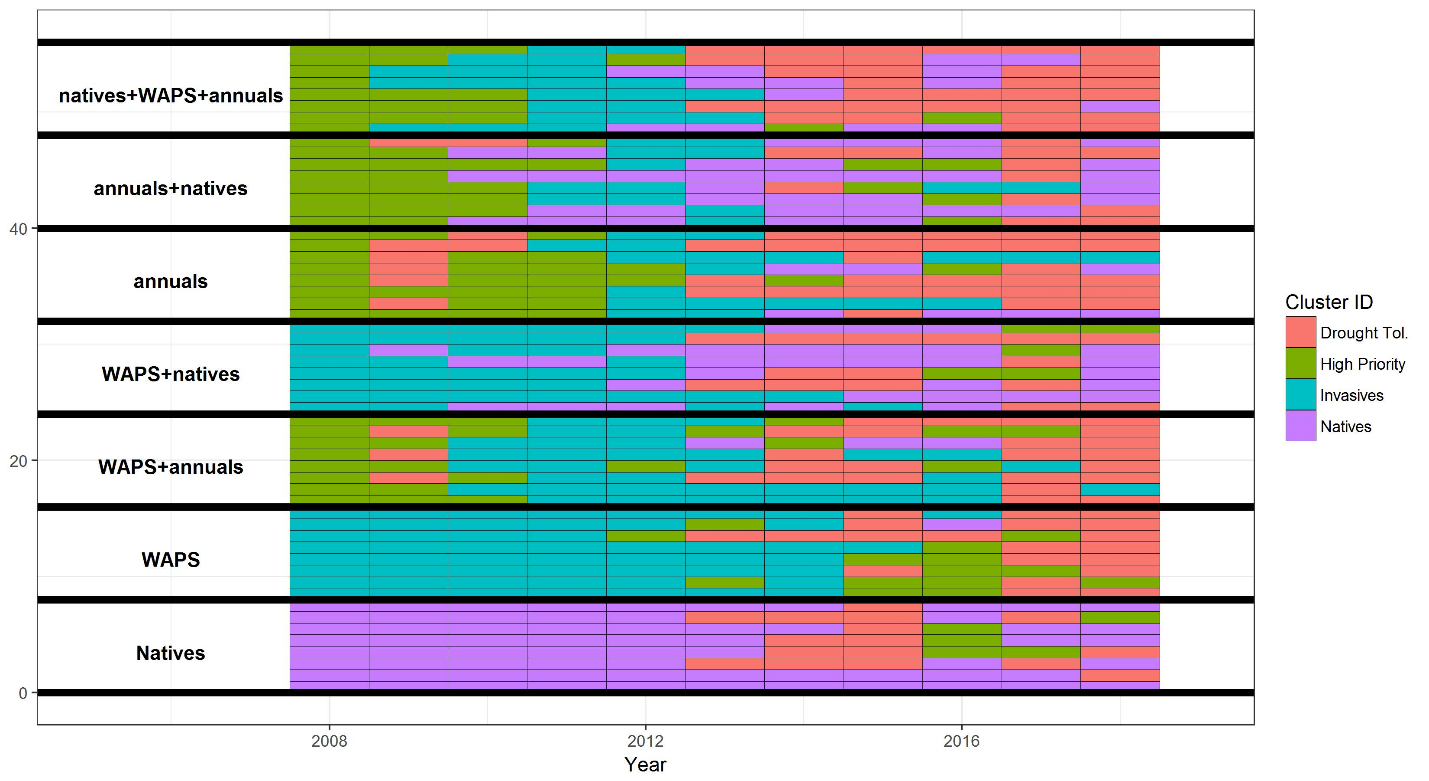 natives+WAPS+annuals
annuals+natives
40
annuals
WAPS+natives
WAPS+annuals
20
WAPS
Natives
0
2008
2012
2016
Year
Cluster ID
Drought Tol.
High Priority
Invasives
Natives